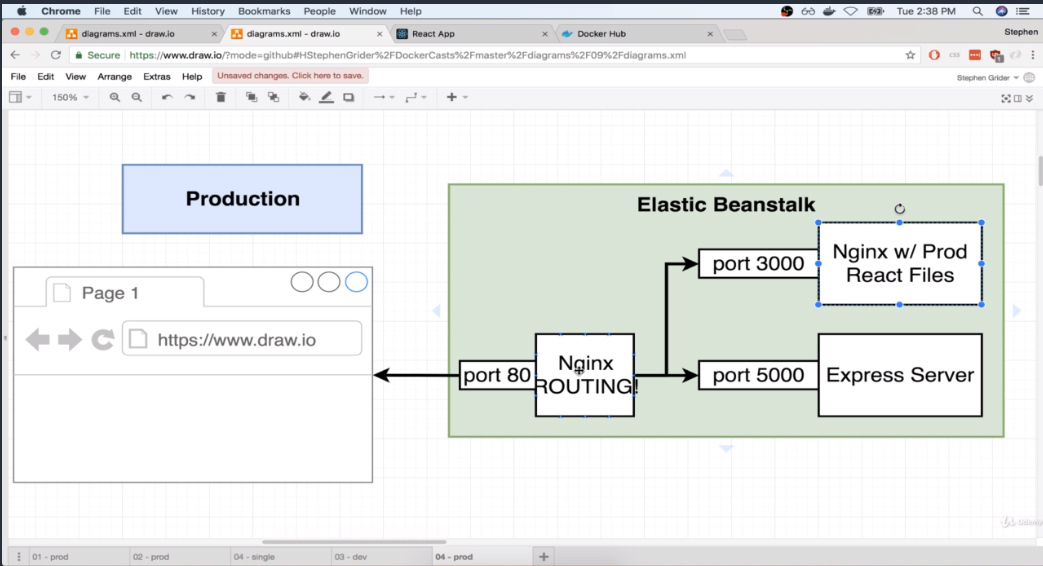 Chrome File Edit View History Bookmarks People Window Help Tue 2:38 PM
diagrams.xml - draw.io × diagrams.xml - draw.io × React App × Docker Hub × Stephen
Secure https://www.draw.io/?mode=github#HStephenGrider%2FDockerCasts%2Fmaster%2Fdiagrams%2F09%2Fdiagrams.xml
File Edit View Arrange Extras Help Unsaved changes. Click here to save. Stephen Grider
150%
Production
Elastic Beanstalk
Nginx w/ Prod
React Files
port 3000
Page 1
https://www.draw.io
port 80
Nginx
ROUTING!
port 5000
Express Server
Udemy
01 - prod 02 - prod 04 - single 03 - dev 04 - prod